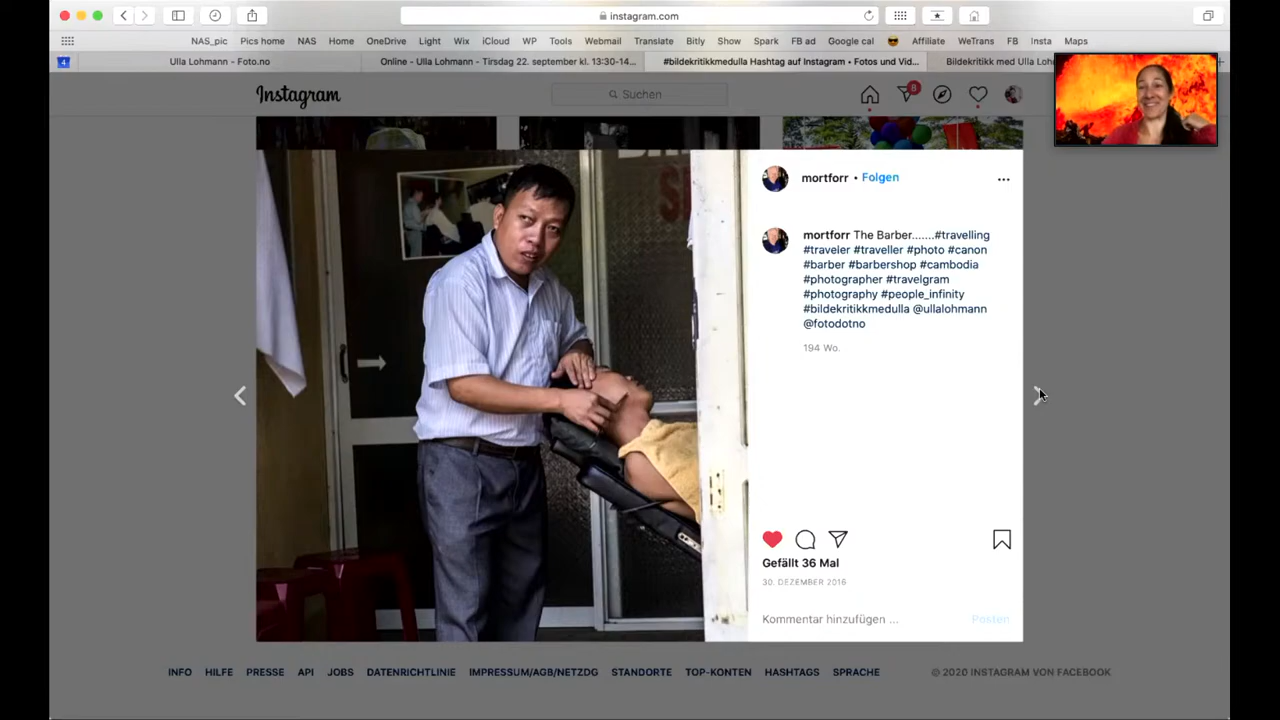 instagram.com
NAS_pic Pics home NAS Home OneDrive Light Wix iCloud WP Tools Webmail Translate Bitly Show Spark FB ad Google cal Affiliate WeTrans FB Insta Maps
4 Ulla Lohmann - Foto.no Online - Ulla Lohmann - Tirsdag 22. september kl. 13:30-14... #bildekritikkmedulla Hashtag auf Instagram • Fotos und Vid... Bildekritikk med Ulla
Instagram Suchen 8
mortforr • Folgen
mortforr The Barber.......#travelling
#traveler #traveller #photo #canon
#barber #barbershop #cambodia
#photographer #travelgram
#photography #people_infinity
#bildekritikkmedulla @ullalohmann
@fotodotno
194 Wo.
Gefällt 36 Mal
30. DEZEMBER 2016
Kommentar hinzufügen ... Posten
INFO HILFE PRESSE API JOBS DATENRICHTLINIE IMPRESSUM/AGB/NETZDG STANDORTE TOP-KONTEN HASHTAGS SPRACHE © 2020 INSTAGRAM VON FACEBOOK